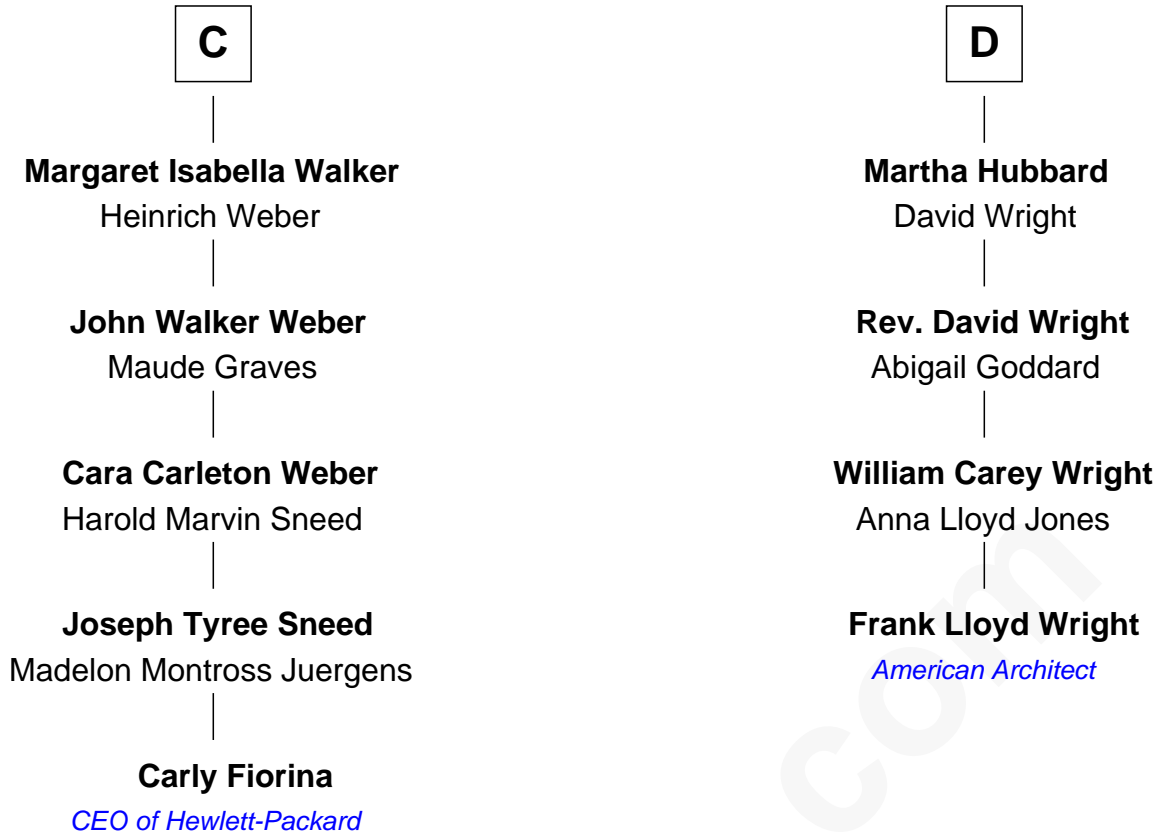 C
Margaret Isabella Walker
Heinrich Weber
John Walker Weber
Maude Graves
Cara Carleton Weber
Harold Marvin Sneed
Joseph Tyree Sneed
Madelon Montross Juergens
Carly Fiorina
CEO of Hewlett-Packard
D
Martha Hubbard
David Wright
Rev. David Wright
Abigail Goddard
William Carey Wright
Anna Lloyd Jones
Frank Lloyd Wright
American Architect
com